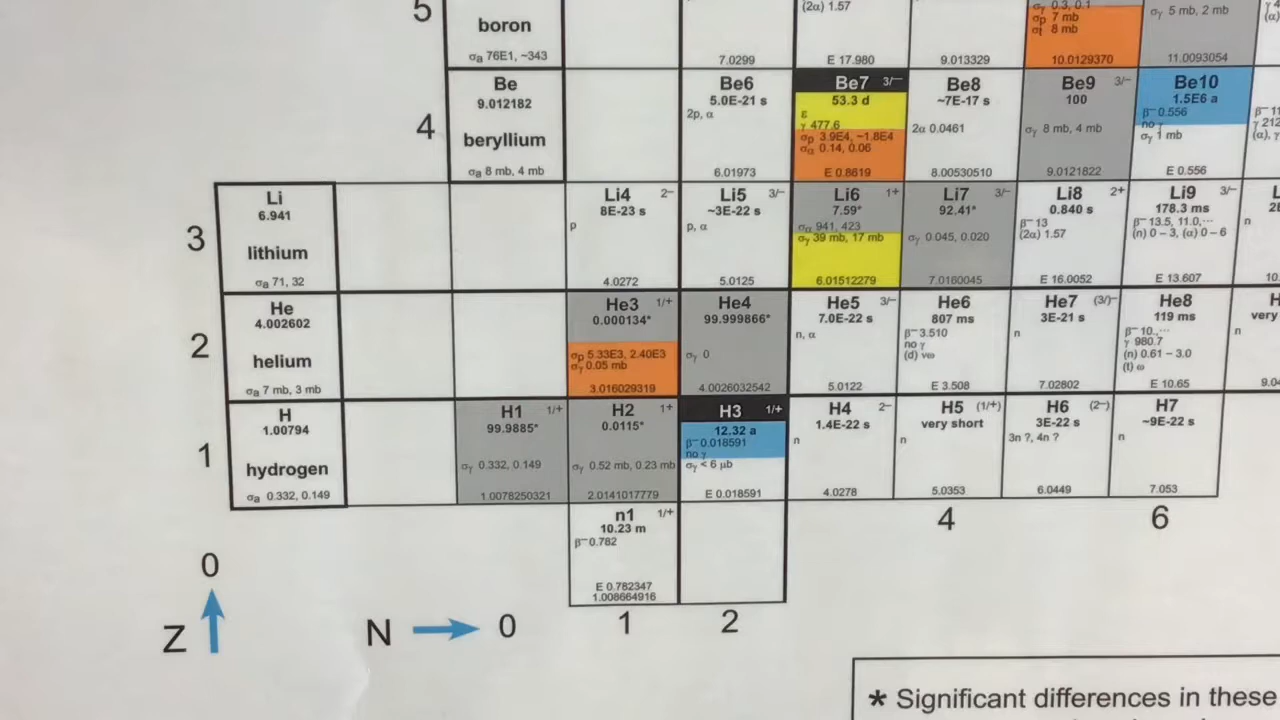 5
boron
σa 76E1, ~343
7.0299
(2α) 1.57
E 17.980
9.013329
σγ 0.3, 0.1
σp 7 mb
σt 8 mb
10.0129370
σγ 5 mb, 2 mb
11.0093054
4
Be
9.012182
beryllium
σa 8 mb, 4 mb
Be6
5.0E-21 s
2p, α
6.01973
Be7 3/−
53.3 d
ε
γ 477.6
σp 3.9E4, ~1.8E4
σα 0.14, 0.06
E 0.8619
Be8
~7E-17 s
2α 0.0461
8.00530510
Be9 3/−
100
σγ 8 mb, 4 mb
9.0121822
Be10
1.5E6 a
β− 0.556
no γ
σγ 1 mb
E 0.556
3
Li
6.941
lithium
σa 71, 32
Li4 2−
8E-23 s
p
4.0272
Li5 3/−
~3E-22 s
p, α
5.0125
Li6 1+
7.59*
σα 941, 423
σγ 39 mb, 17 mb
6.01512279
Li7 3/−
92.41*
σγ 0.045, 0.020
7.0160045
Li8 2+
0.840 s
β− 13
(2α) 1.57
E 16.0052
Li9 3/−
178.3 ms
β− 13.5, 11.0,···
(n) 0 – 3, (α) 0 – 6
E 13.607
n
2
He
4.002602
helium
σa 7 mb, 3 mb
He3 1/+
0.000134*
σp 5.33E3, 2.40E3
σγ 0.05 mb
3.016029319
He4
99.999866*
σγ 0
4.0026032542
He5 3/−
7.0E-22 s
n, α
5.0122
He6
807 ms
β− 3.510
no γ
(d) vω
E 3.508
He7 (3/)−
3E-21 s
n
7.02802
He8
119 ms
β− 10.,···
γ 980.7
(n) 0.61 – 3.0
(t) ω
E 10.65
very
n
1
H
1.00794
hydrogen
σa 0.332, 0.149
H1 1/+
99.9885*
σγ 0.332, 0.149
1.0078250321
H2 1+
0.0115*
σγ 0.52 mb, 0.23 mb
2.0141017779
H3 1/+
12.32 a
β− 0.018591
no γ
σγ < 6 μb
E 0.018591
H4 2−
1.4E-22 s
n
4.0278
H5 (1/+)
very short
n
5.0353
H6 (2−)
3E-22 s
3n ?, 4n ?
6.0449
H7
~9E-22 s
n
7.053
4
6
n1 1/+
10.23 m
β− 0.782
E 0.782347
1.008664916
0
Z
N
0
1
2
* Significant differences in these